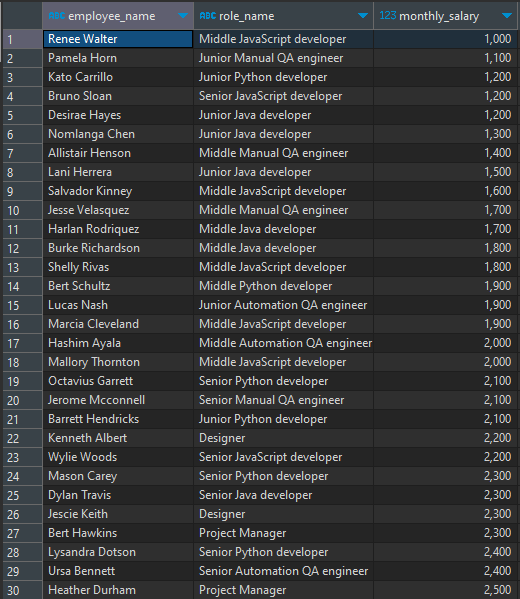 ABC employee_name ABC role_name 123 monthly_salary
1 Renee Walter Middle JavaScript developer 1,000
2 Pamela Horn Junior Manual QA engineer 1,100
3 Kato Carrillo Junior Python developer 1,200
4 Bruno Sloan Senior JavaScript developer 1,200
5 Desirae Hayes Junior Java developer 1,200
6 Nomlanga Chen Junior Java developer 1,300
7 Allistair Henson Middle Manual QA engineer 1,400
8 Lani Herrera Junior Java developer 1,500
9 Salvador Kinney Middle JavaScript developer 1,600
10 Jesse Velasquez Middle Manual QA engineer 1,700
11 Harlan Rodriquez Middle Java developer 1,700
12 Burke Richardson Middle Java developer 1,800
13 Shelly Rivas Middle JavaScript developer 1,800
14 Bert Schultz Middle Python developer 1,900
15 Lucas Nash Junior Automation QA engineer 1,900
16 Marcia Cleveland Middle JavaScript developer 1,900
17 Hashim Ayala Middle Automation QA engineer 2,000
18 Mallory Thornton Middle JavaScript developer 2,000
19 Octavius Garrett Senior Python developer 2,100
20 Jerome Mcconnell Senior Manual QA engineer 2,100
21 Barrett Hendricks Junior Python developer 2,100
22 Kenneth Albert Designer 2,200
23 Wylie Woods Senior JavaScript developer 2,200
24 Mason Carey Senior Python developer 2,300
25 Dylan Travis Senior Java developer 2,300
26 Jescie Keith Designer 2,300
27 Bert Hawkins Project Manager 2,300
28 Lysandra Dotson Senior Python developer 2,400
29 Ursa Bennett Senior Automation QA engineer 2,400
30 Heather Durham Project Manager 2,500